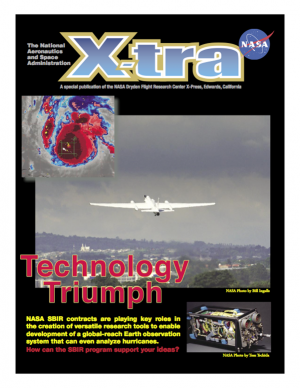 The National
Aeronautics
and Space
Administration
X-tra
NASA
A special publication of the NASA Dryden Flight Research Center X-Press, Edwards, California
Technology
Triumph
NASA Photo by Bill Ingalls
NASA SBIR contracts are playing key roles in
the creation of versatile research tools to enable
development of a global-reach Earth observation
system that can even analyze hurricanes.
How can the SBIR program support your ideas?
NASA Photo by Tom Tschida